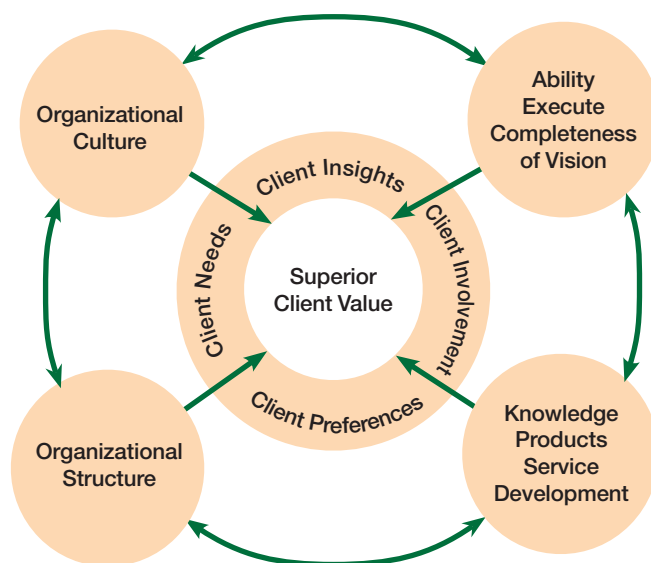 Organizational
Culture
Ability
Execute
Completeness
of Vision
Client Insights
Client Needs
Client Involvement
Superior
Client Value
Client Preferences
Organizational
Structure
Knowledge
Products
Service
Development